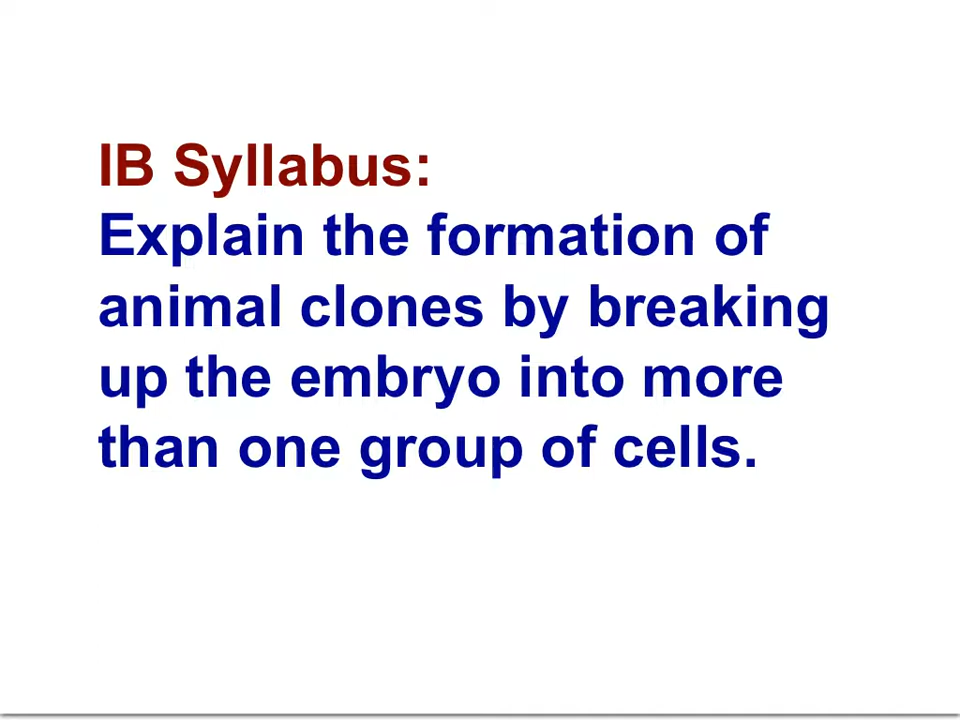 IB Syllabus:
Explain the formation of
animal clones by breaking
up the embryo into more
than one group of cells.